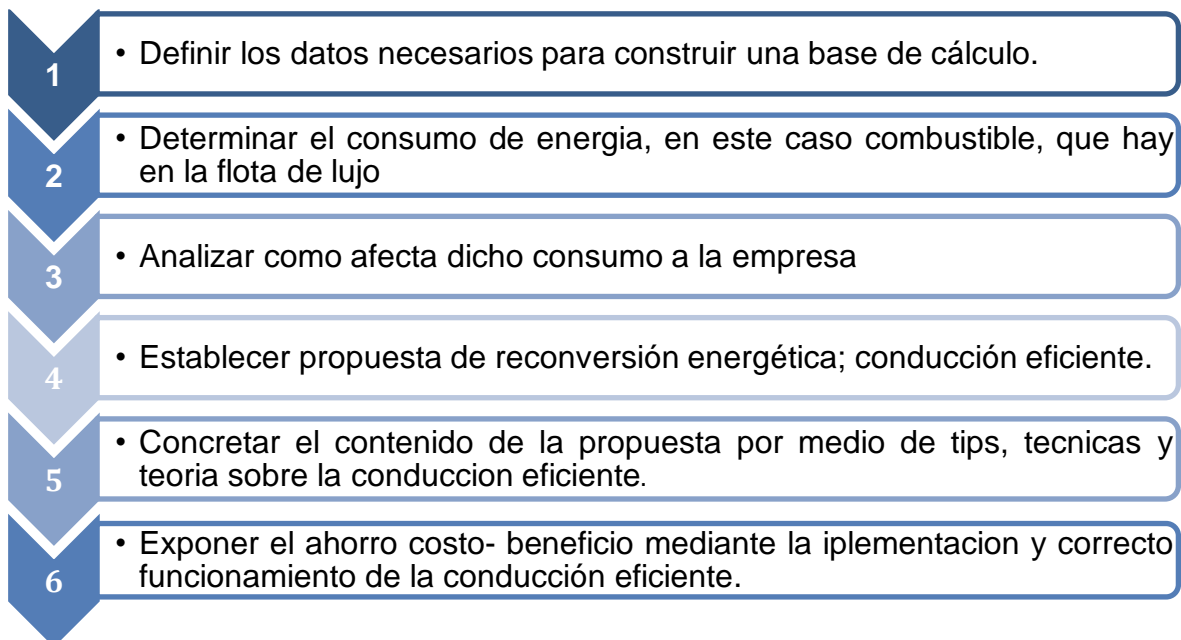 1
• Definir los datos necesarios para construir una base de cálculo.
2
• Determinar el consumo de energia, en este caso combustible, que hay
en la flota de lujo
3
• Analizar como afecta dicho consumo a la empresa
4
• Establecer propuesta de reconversión energética; conducción eficiente.
5
• Concretar el contenido de la propuesta por medio de tips, tecnicas y
teoria sobre la conduccion eficiente.
6
• Exponer el ahorro costo- beneficio mediante la iplementacion y correcto
funcionamiento de la conducción eficiente.